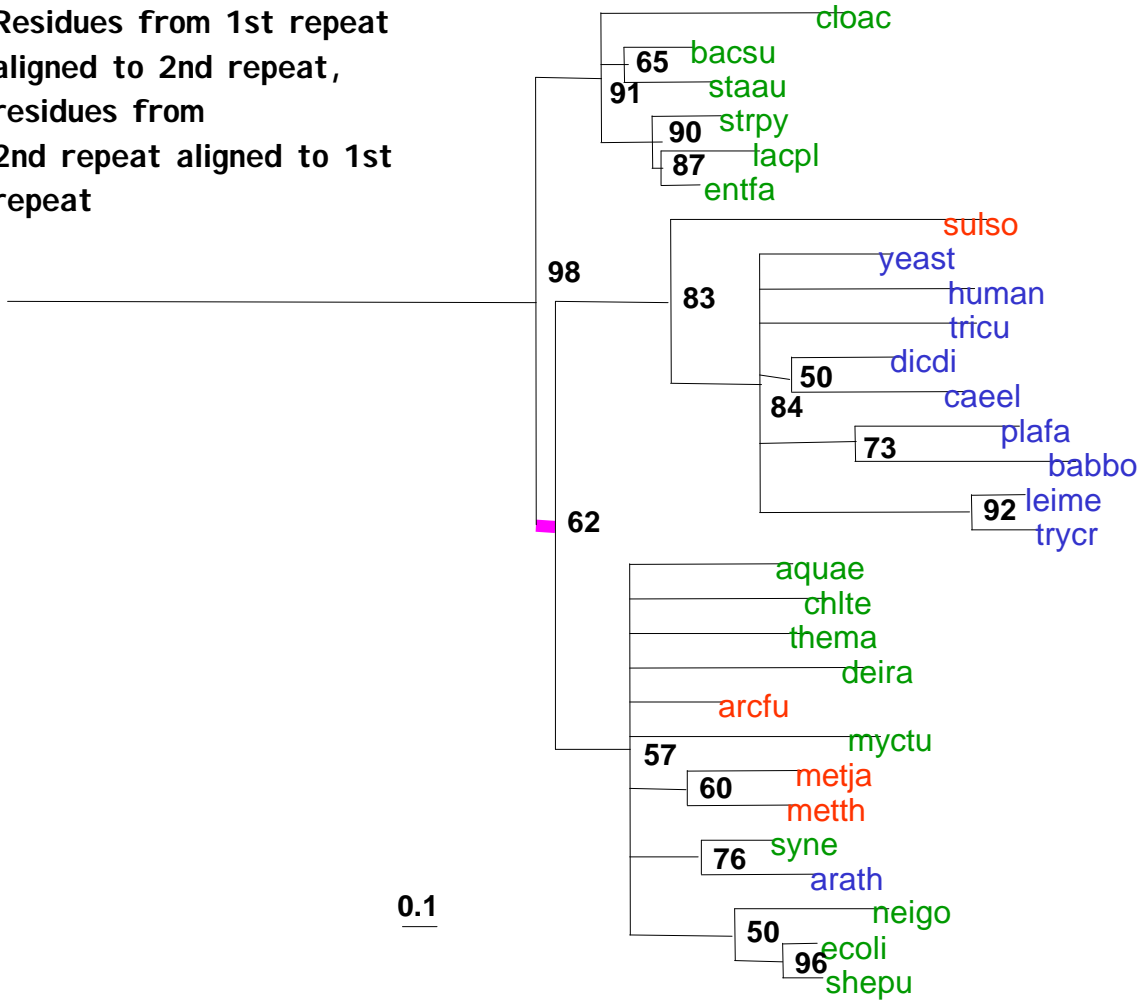 Residues from 1st repeat
aligned to 2nd repeat,
residues from
2nd repeat aligned to 1st
repeat
cloac
65
bacsu
91
staau
strpy
90
lacpl
87
entfa
sulso
yeast
98
83
human
tricu
dicdi
50
caeel
84
plafa
73
babbo
leime
92
trycr
62
aquae
chlte
thema
deira
arcfu
myctu
57
metja
60
metth
syne
76
arath
0.1
neigo
50
ecoli
96
shepu